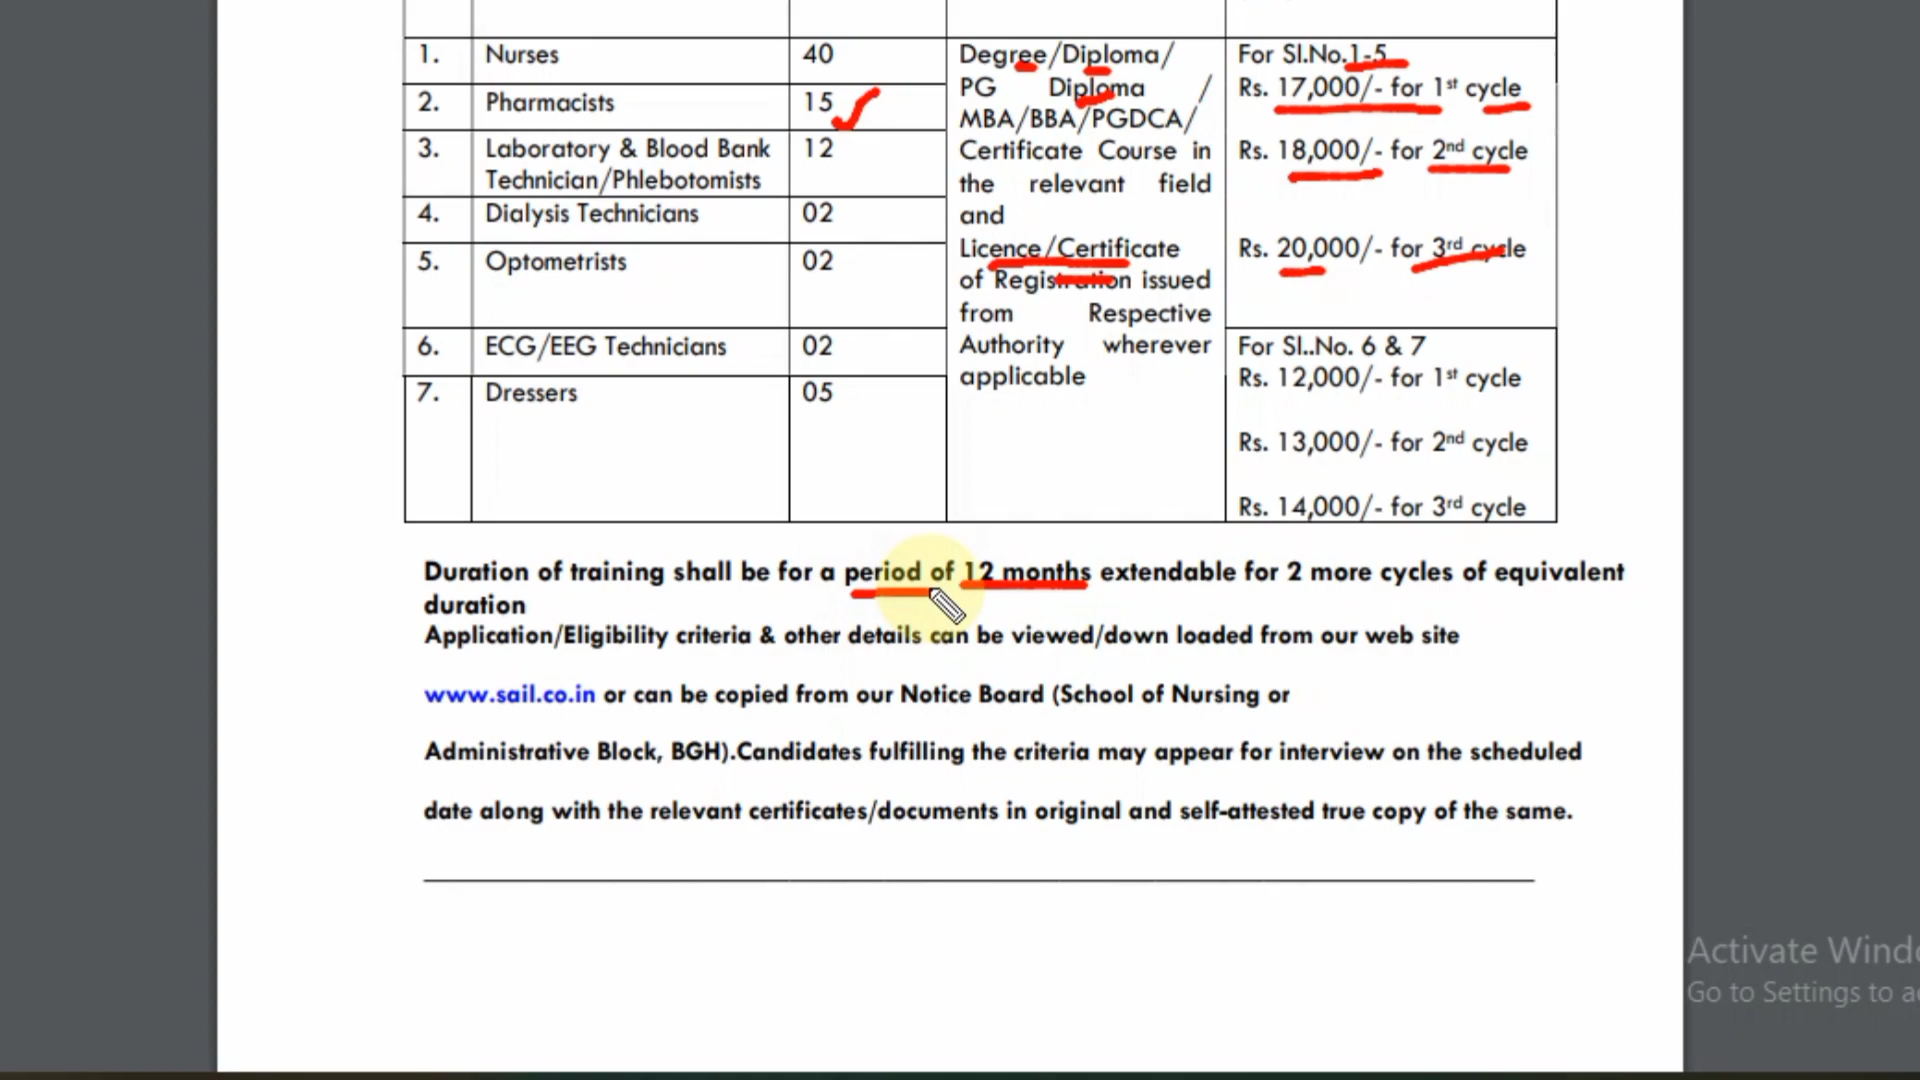 1. Nurses 40
2. Pharmacists 15
3. Laboratory & Blood Bank 12
Technician/Phlebotomists
4. Dialysis Technicians 02
5. Optometrists 02
6. ECG/EEG Technicians 02
7. Dressers 05
Degree/Diploma/
PG Diploma /
MBA/BBA/PGDCA/
Certificate Course in
the relevant field
and
Licence/Certificate
of Registration issued
from Respective
Authority wherever
applicable
For Sl.No.1-5
Rs. 17,000/- for 1st cycle
Rs. 18,000/- for 2nd cycle
Rs. 20,000/- for 3rd cycle
For Sl..No. 6 & 7
Rs. 12,000/- for 1st cycle
Rs. 13,000/- for 2nd cycle
Rs. 14,000/- for 3rd cycle
Duration of training shall be for a period of 12 months extendable for 2 more cycles of equivalent
duration
Application/Eligibility criteria & other details can be viewed/down loaded from our web site
www.sail.co.in or can be copied from our Notice Board (School of Nursing or
Administrative Block, BGH).Candidates fulfilling the criteria may appear for interview on the scheduled
date along with the relevant certificates/documents in original and self-attested true copy of the same.
Activate Windo
Go to Settings to a